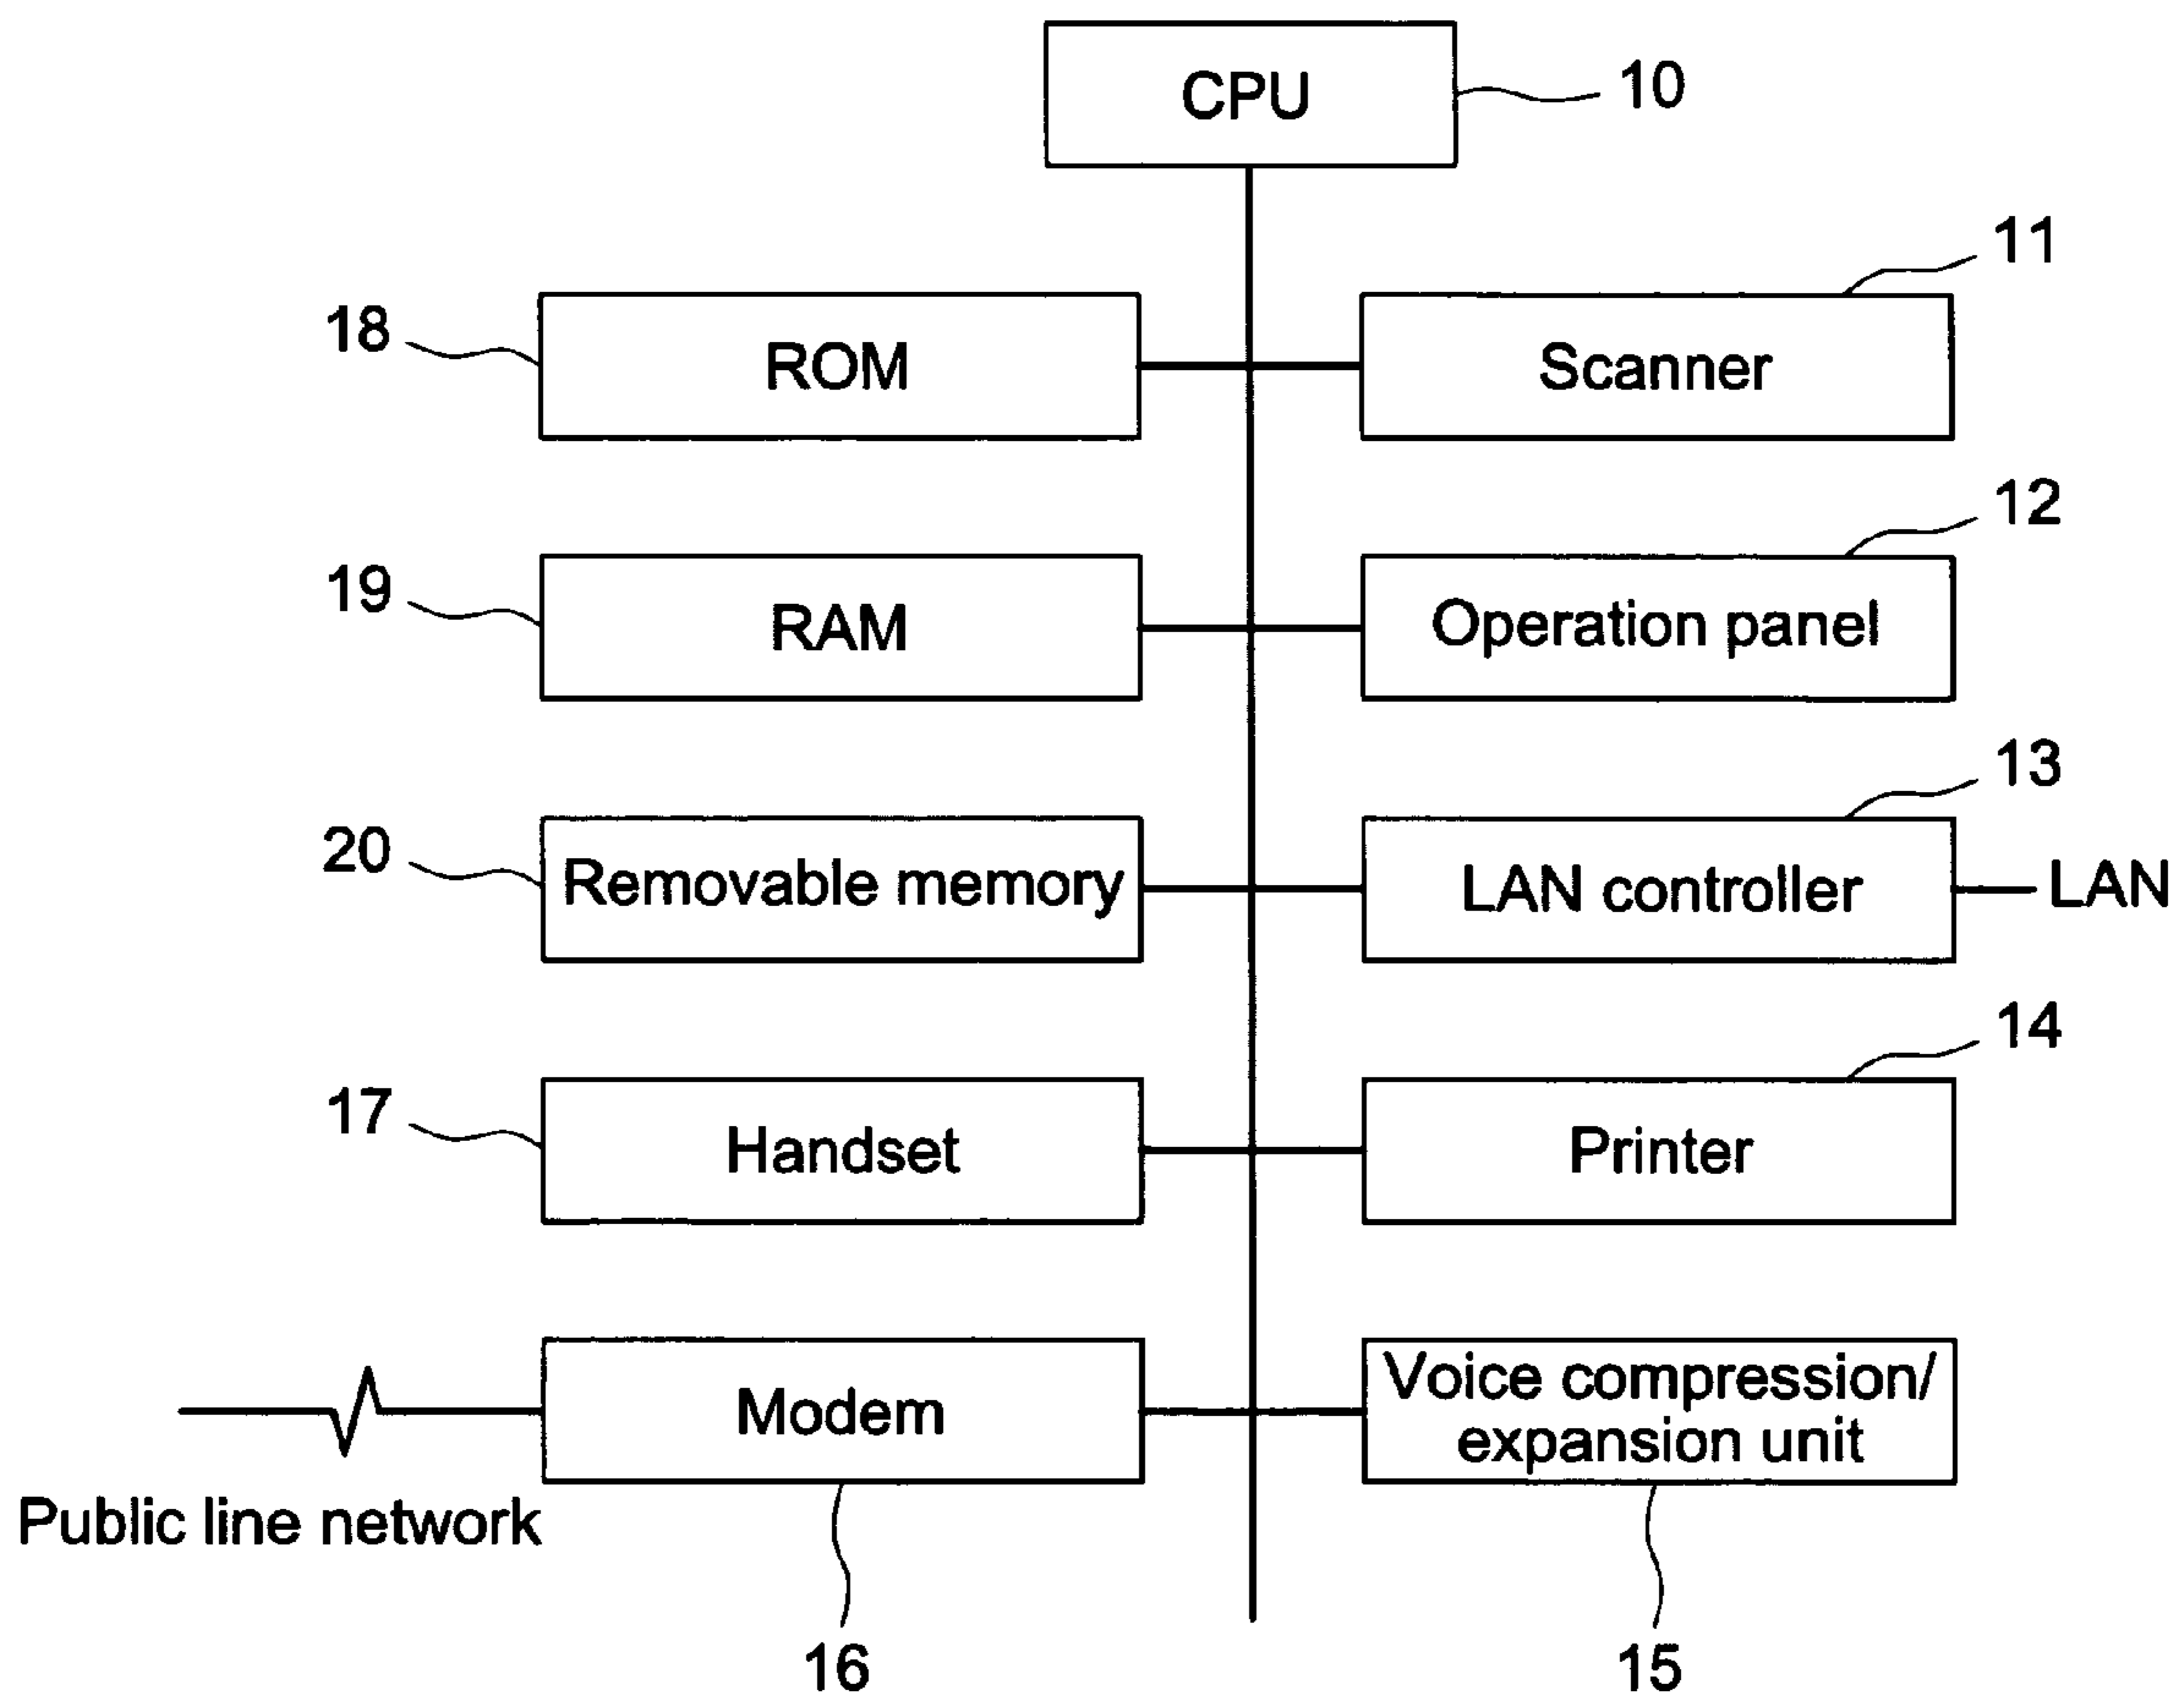 CPU
10
11
18
ROM
Scanner
12
19
RAM
Operation panel
13
20
Removable memory
LAN controller
LAN
14
17
Handset
Printer
Modem
Voice compression/
expansion unit
Public line network
16
15